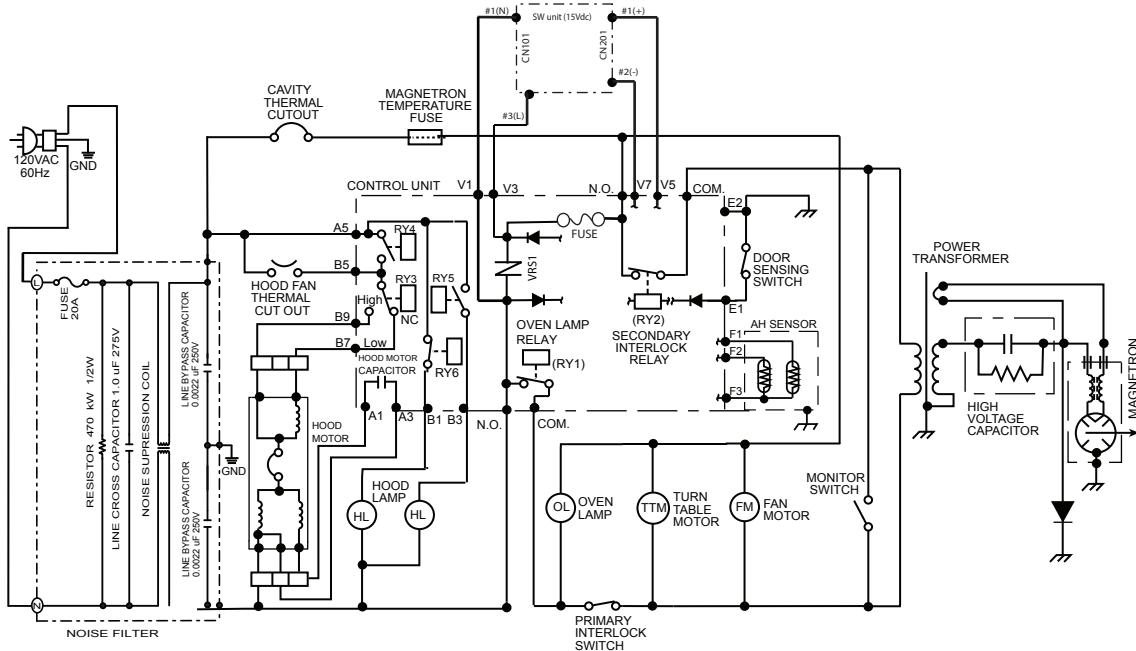 #1(N)
SW unit (15Vdc)
#1(+)
CN101
CN201
#2(-)
#3(L)
CAVITY
THERMAL
CUTOUT
MAGNETRON
TEMPERATURE
FUSE
120VAC
60Hz
GND
CONTROL UNIT
V1
V3
N.O.
V7
V5
COM.
E2
A5
RY4
FUSE
B5
RY3
RY5
VRS1
DOOR
SENSING
SWITCH
POWER
TRANSFORMER
HOOD FAN
THERMAL
CUT OUT
High
NC
B9
B7
Low
HOOD MOTOR
CAPACITOR
RY6
OVEN LAMP
RELAY
(RY1)
(RY2)
SECONDARY
INTERLOCK
RELAY
E1
F1
AH SENSOR
F2
F3
L
FUSE
20A
RESISTOR 470 kW 1/2W
LINE CROSS CAPACITOR 1.0 uF 275V
NOISE SUPRESSION COIL
LINE BYPASS CAPACITOR
0.0022 uF 250V
LINE BYPASS CAPACITOR
0.0022 uF 250V
GND
A1
A3
B1
B3
N.O.
COM.
HOOD
MOTOR
HOOD
LAMP
HL
HL
OL
OVEN
LAMP
TTM
TURN
TABLE
MOTOR
FM
FAN
MOTOR
MONITOR
SWITCH
HIGH
VOLTAGE
CAPACITOR
MAGNETRON
N
NOISE FILTER
PRIMARY
INTERLOCK
SWITCH